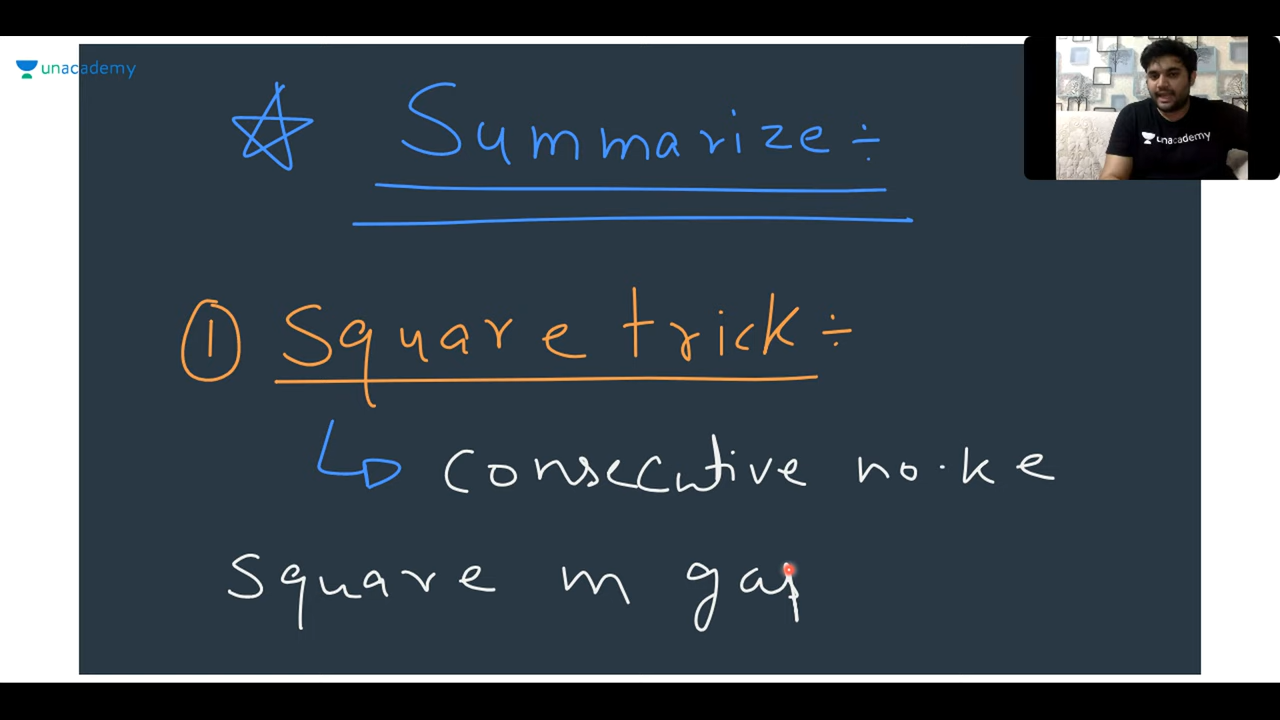 unacademy
☆ Summarize÷
① Square trick÷
↳ consecutive no. ke
Square m gap
unacademy